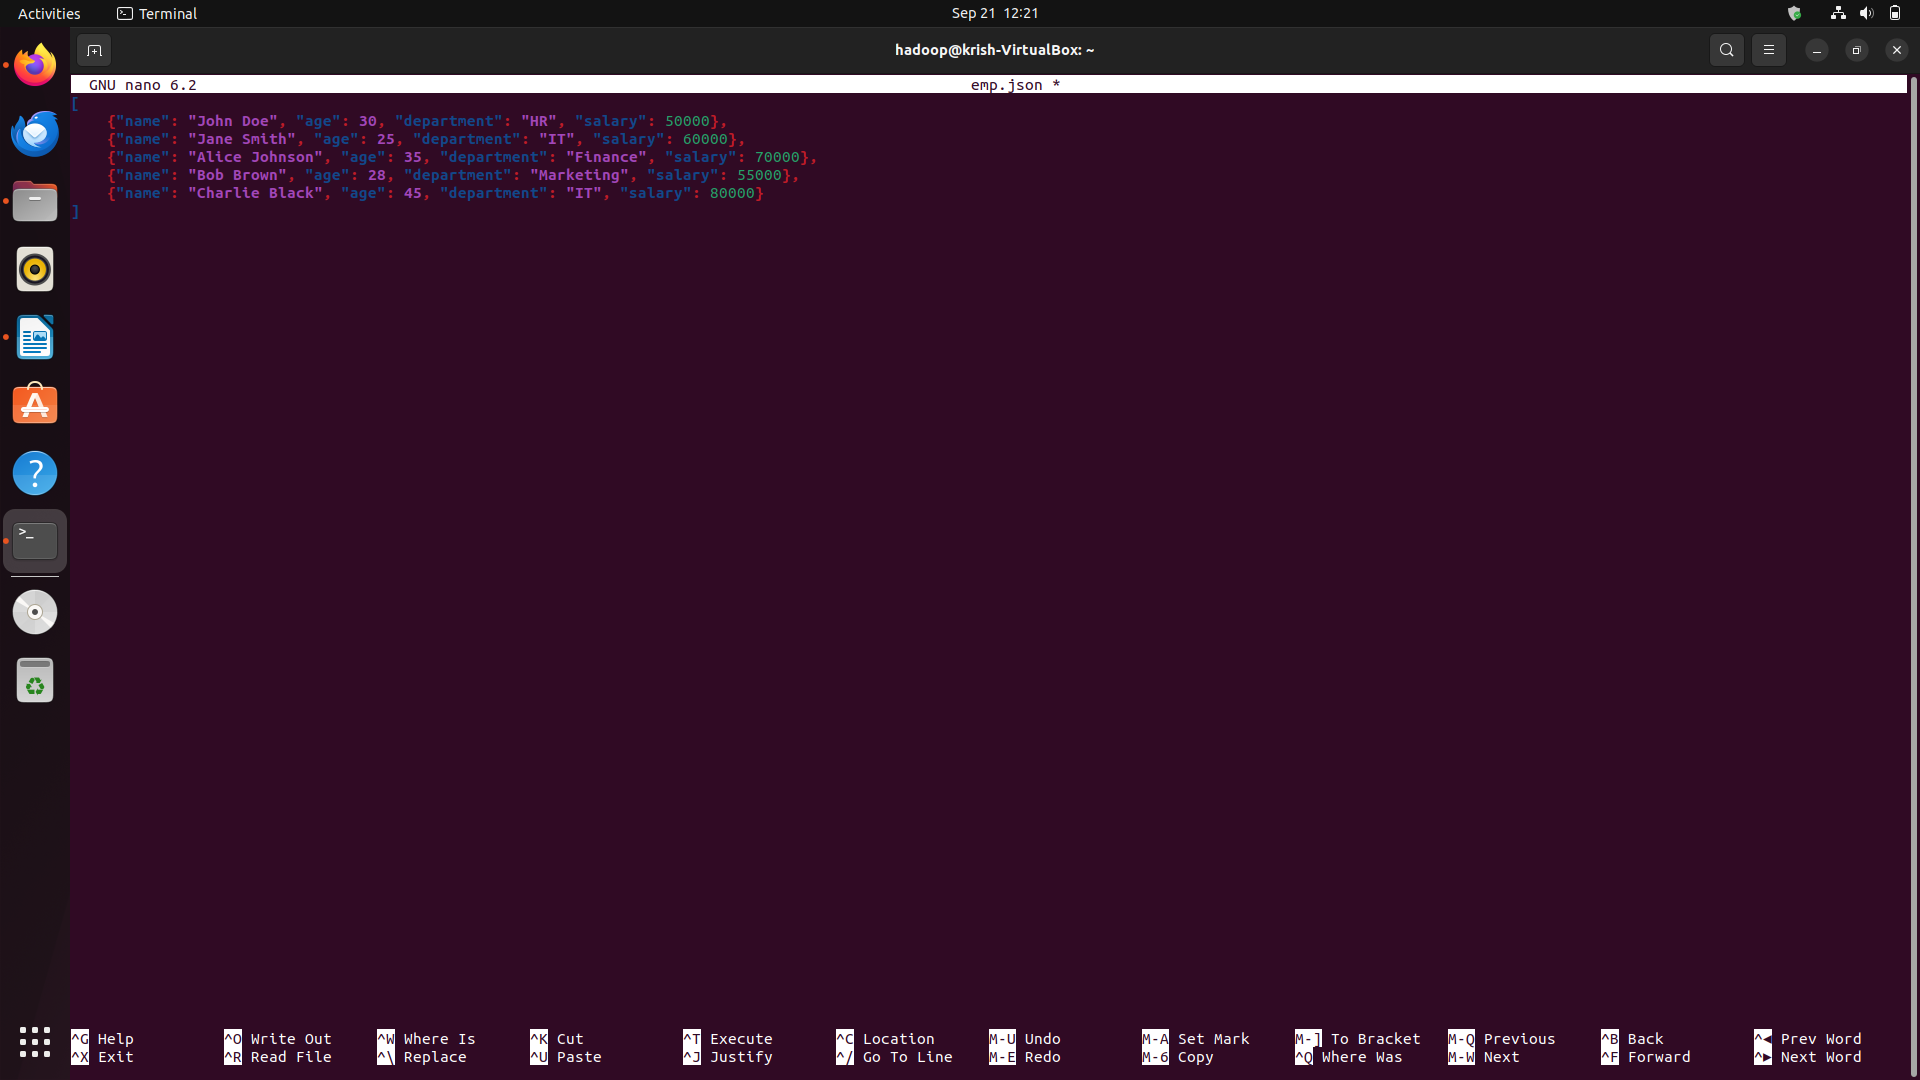 Activities Terminal Sep 21 12:21
hadoop@krish-VirtualBox: ~
GNU nano 6.2 emp.json *
[
    {"name": "John Doe", "age": 30, "department": "HR", "salary": 50000},
    {"name": "Jane Smith", "age": 25, "department": "IT", "salary": 60000},
    {"name": "Alice Johnson", "age": 35, "department": "Finance", "salary": 70000},
    {"name": "Bob Brown", "age": 28, "department": "Marketing", "salary": 55000},
    {"name": "Charlie Black", "age": 45, "department": "IT", "salary": 80000}
]
^G Help ^O Write Out ^W Where Is ^K Cut ^T Execute ^C Location M-U Undo M-A Set Mark M-] To Bracket M-Q Previous ^B Back ^◀ Prev Word
^X Exit ^R Read File ^\ Replace ^U Paste ^J Justify ^/ Go To Line M-E Redo M-6 Copy ^Q Where Was M-W Next ^F Forward ^▶ Next Word